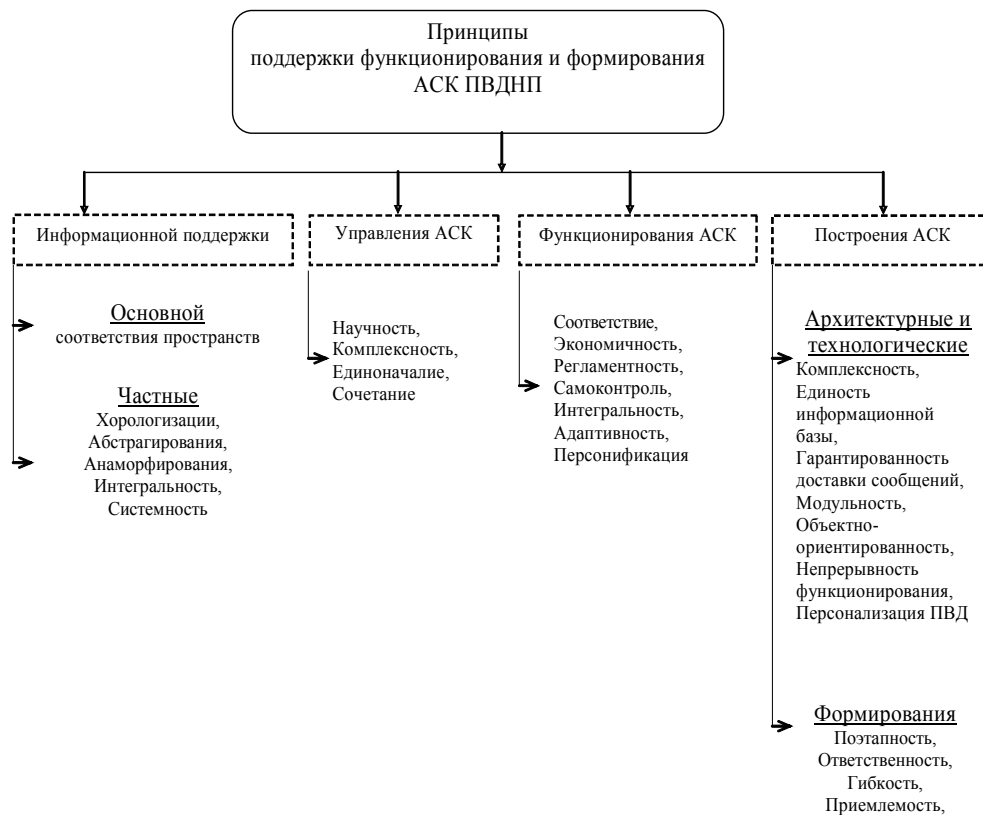 Принципы
поддержки функционирования и формирования
АСК ПВДНП
Информационной поддержки
Управления АСК
Функционирования АСК
Построения АСК
Основной
соответствия пространств
Частные
Хорологизации,
Абстрагирования,
Анаморфирования,
Интегральность,
Системность
Научность,
Комплексность,
Единоначалие,
Сочетание
Соответствие,
Экономичность,
Регламентность,
Самоконтроль,
Интегральность,
Адаптивность,
Персонификация
Архитектурные и
технологические
Комплексность,
Единость
информационной
базы,
Гарантированность
доставки сообщений,
Модульность,
Объектно-
ориентированность,
Непрерывность
функционирования,
Персонализация ПВД
Формирования
Поэтапность,
Ответственность,
Гибкость,
Приемлемость,